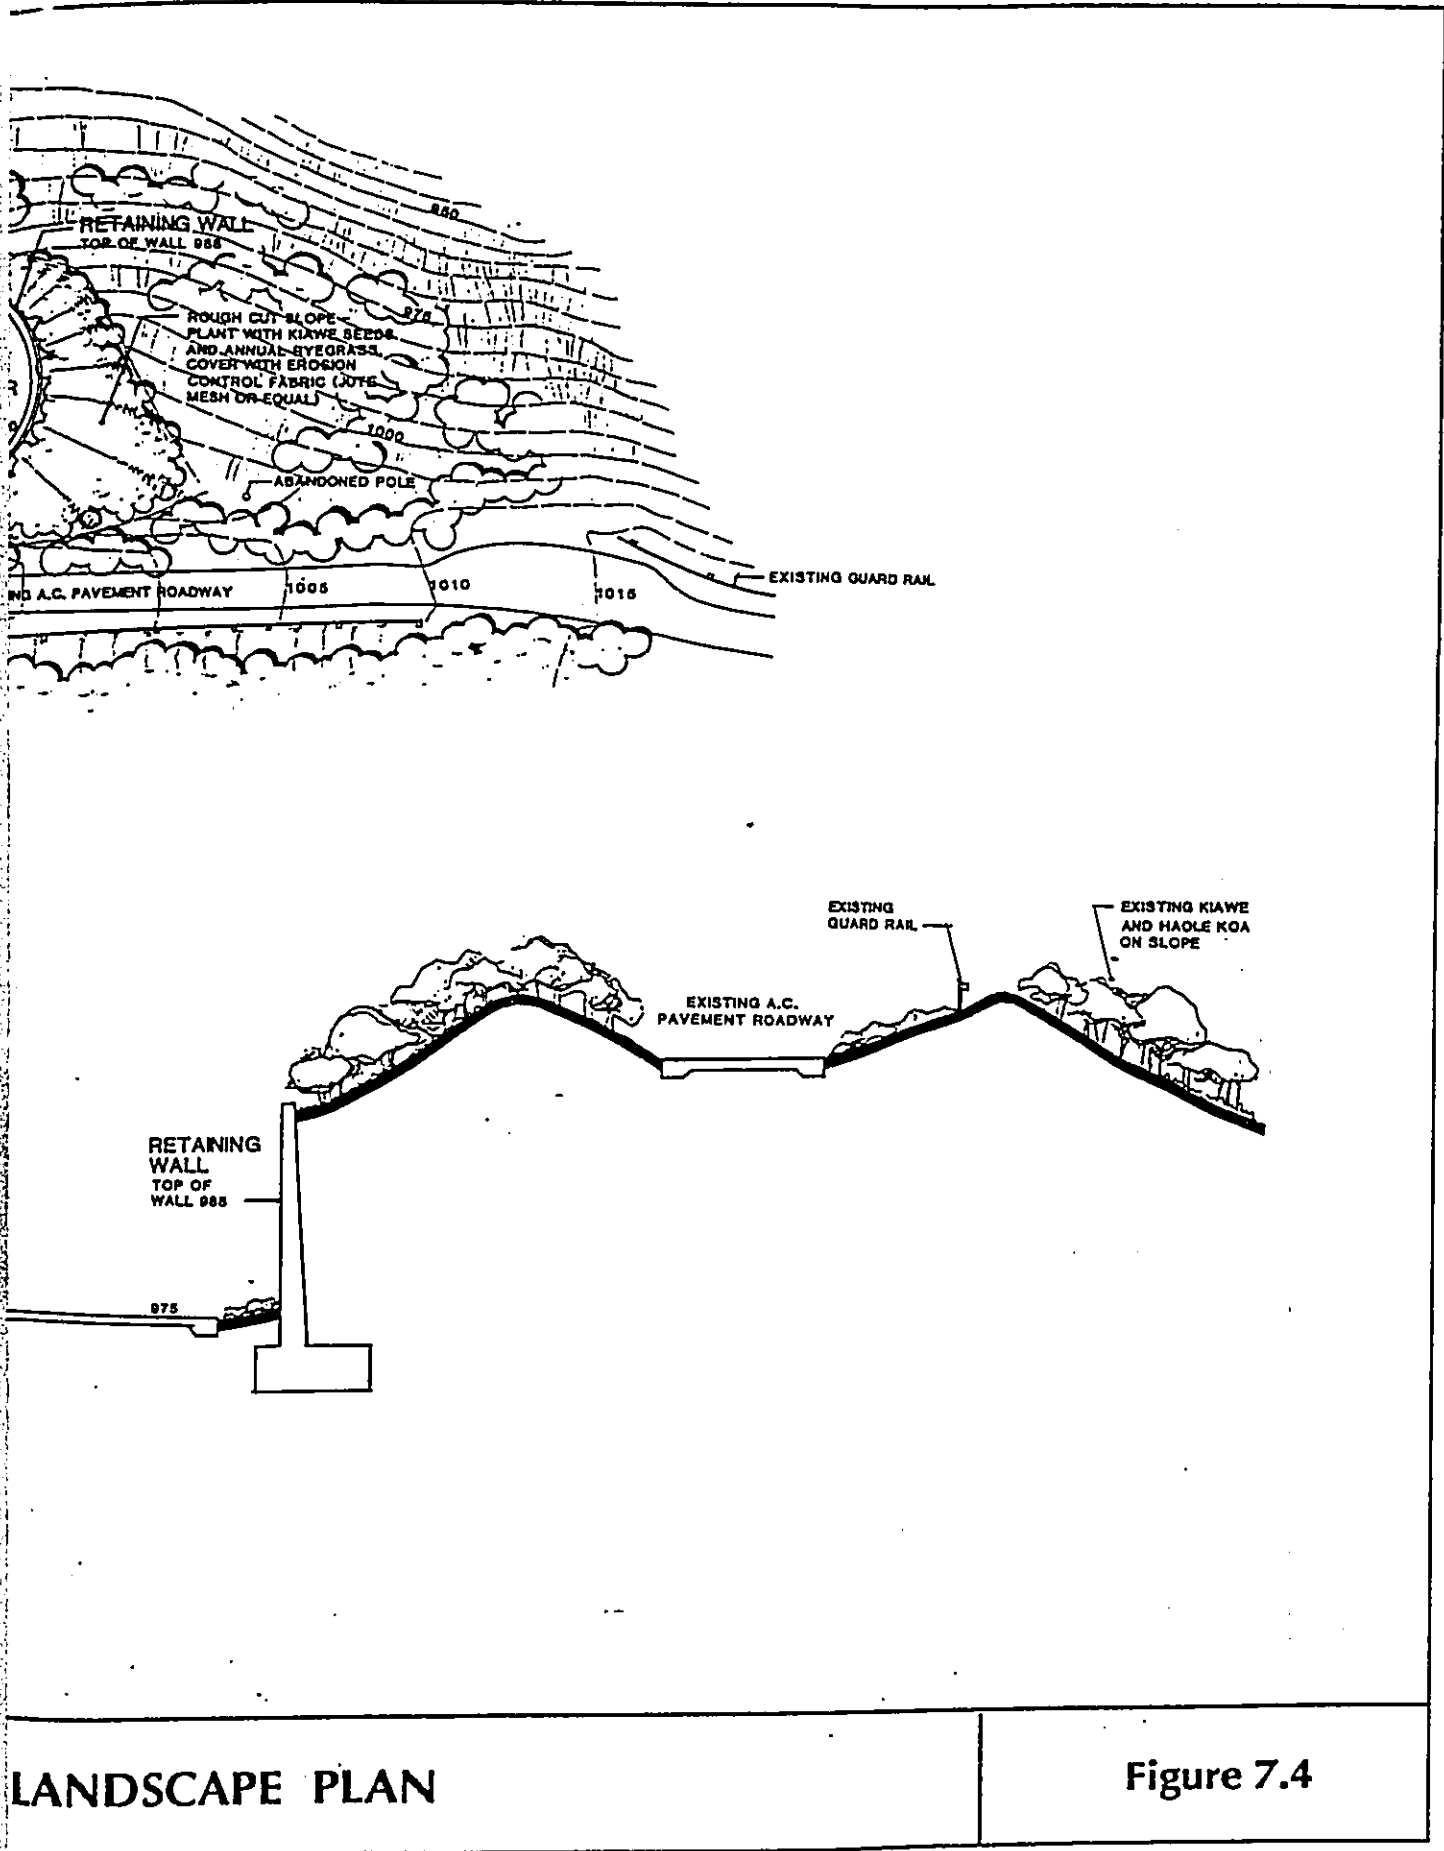 850
RETAINING WALL
TOP OF WALL 988
975
ROUGH CUT SLOPE –
PLANT WITH KIAWE SEEDS
AND ANNUAL RYEGRASS
COVER WITH EROSION
CONTROL FABRIC (JUTE
MESH OR EQUAL)
1000
ABANDONED POLE
EXISTING GUARD RAIL
ING A.C. PAVEMENT ROADWAY
1005
1010
1015
EXISTING
GUARD RAIL
EXISTING KIAWE
AND HAOLE KOA
ON SLOPE
EXISTING A.C.
PAVEMENT ROADWAY
RETAINING
WALL
TOP OF
WALL 988
975
LANDSCAPE PLAN
Figure 7.4